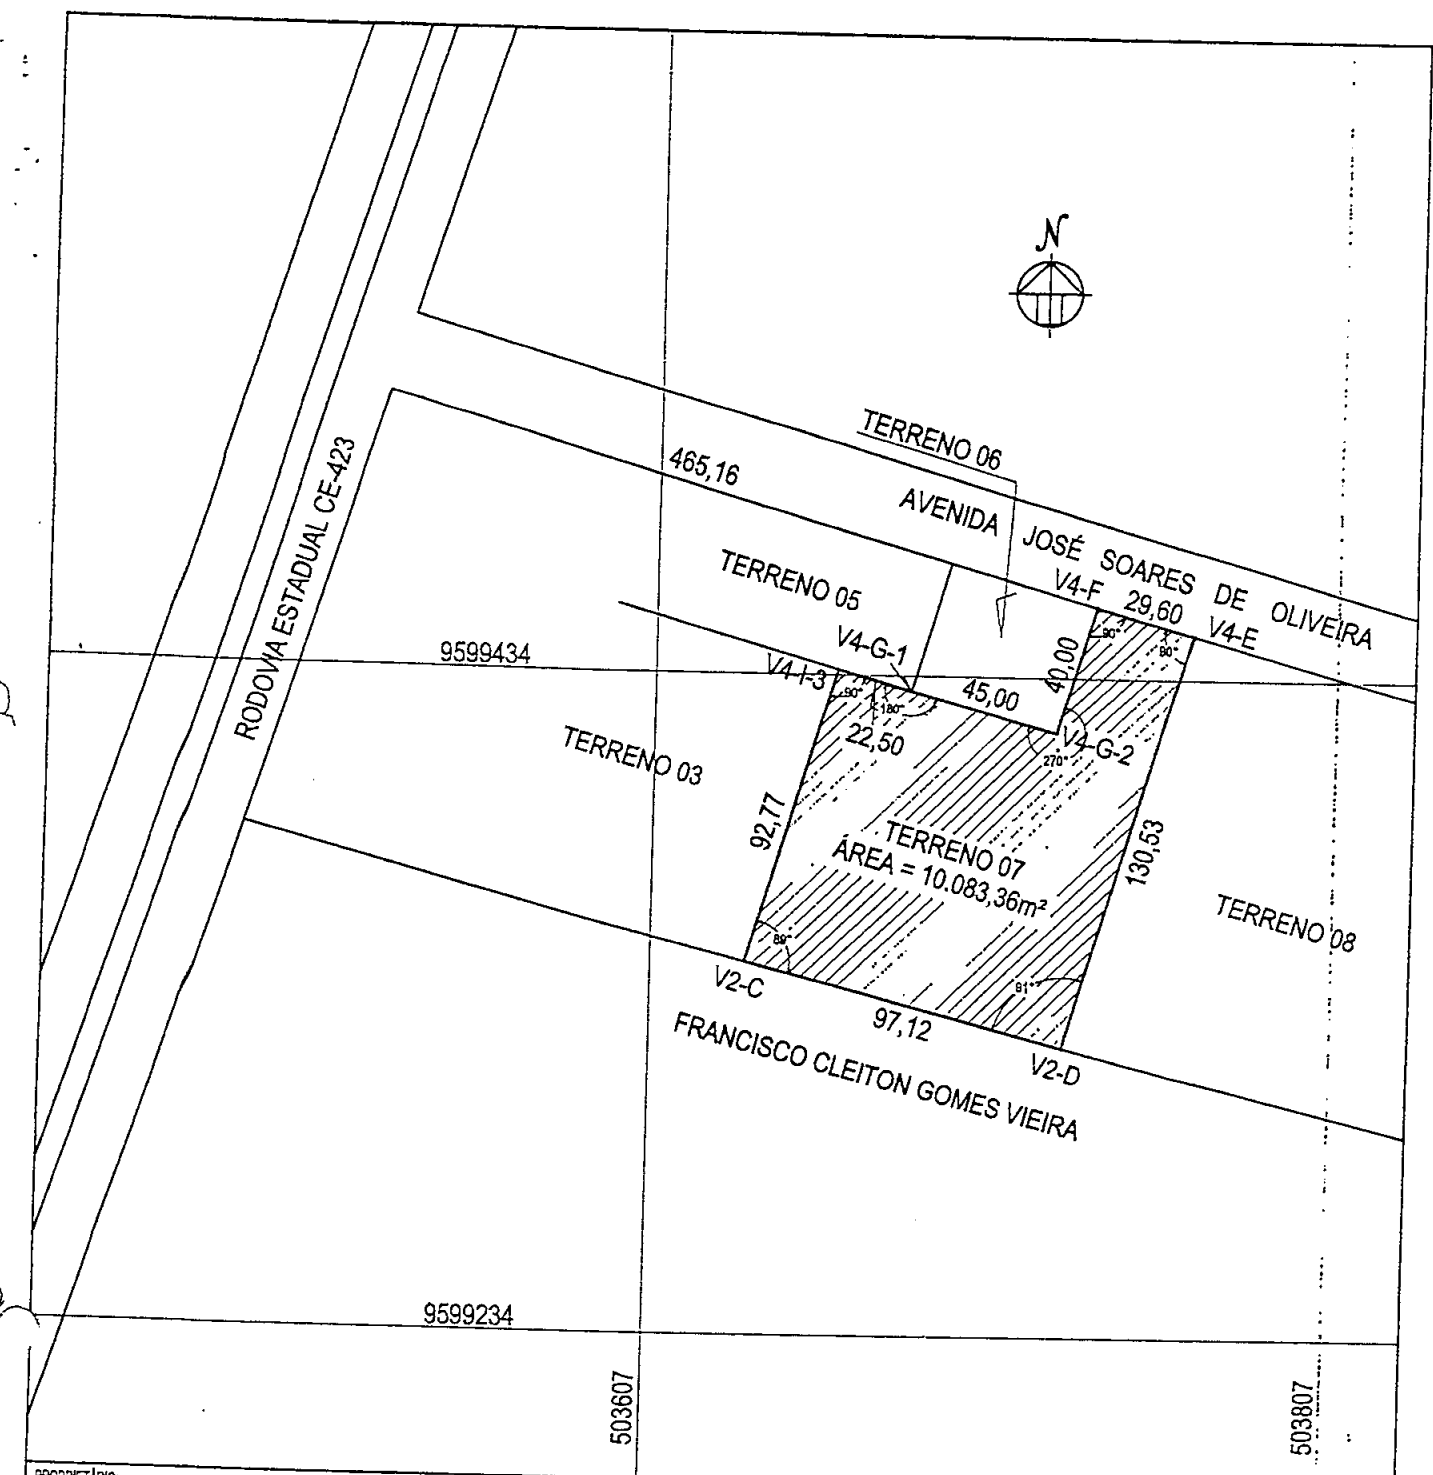 N
TERRENO 06
465,16
AVENIDA JOSÉ SOARES DE OLIVEIRA
RODOVIA ESTADUAL CE-423
TERRENO 05
V4-F
29,60
V4-E
90°
V4-G-1
40,00
9599434
V4-I-3
90°
180°
45,00
22,50
V4-G-2
270°
TERRENO 03
92,77
TERRENO 07
ÁREA = 10.083,36m²
130,53
TERRENO 08
89°
91°
V2-C
97,12
V2-D
FRANCISCO CLEITON GOMES VIEIRA
9599234
503607
503807